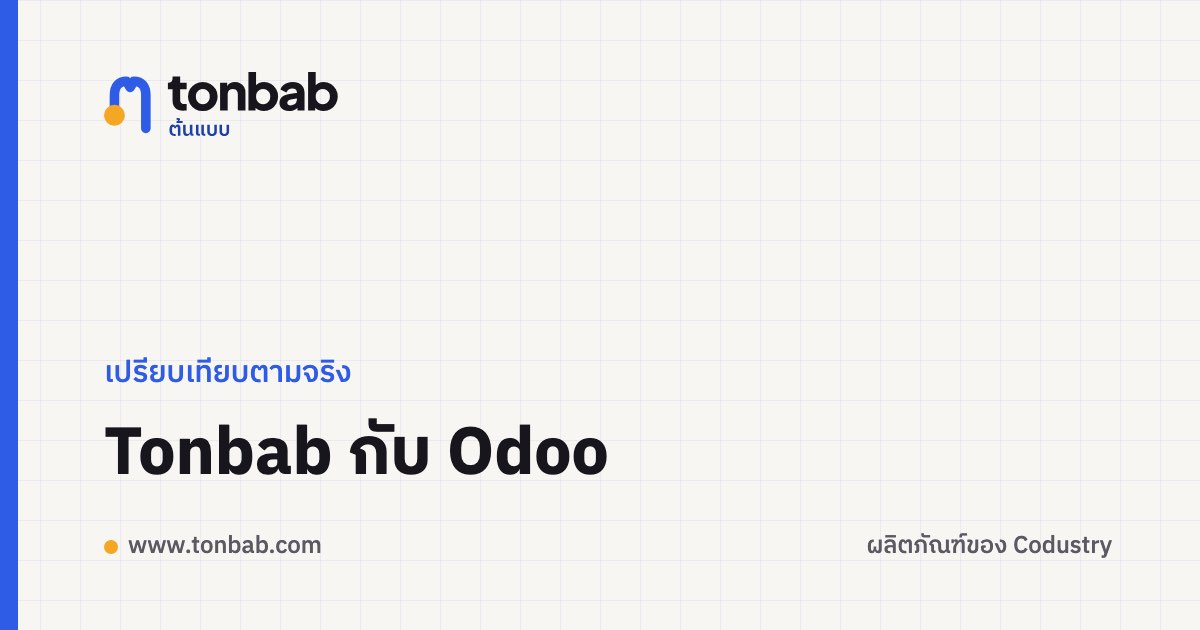 tonbab
ต้นแบบ
เปรียบเทียบตามจริง
Tonbab กับ Odoo
www.tonbab.com
ผลิตภัณฑ์ของ Codustry